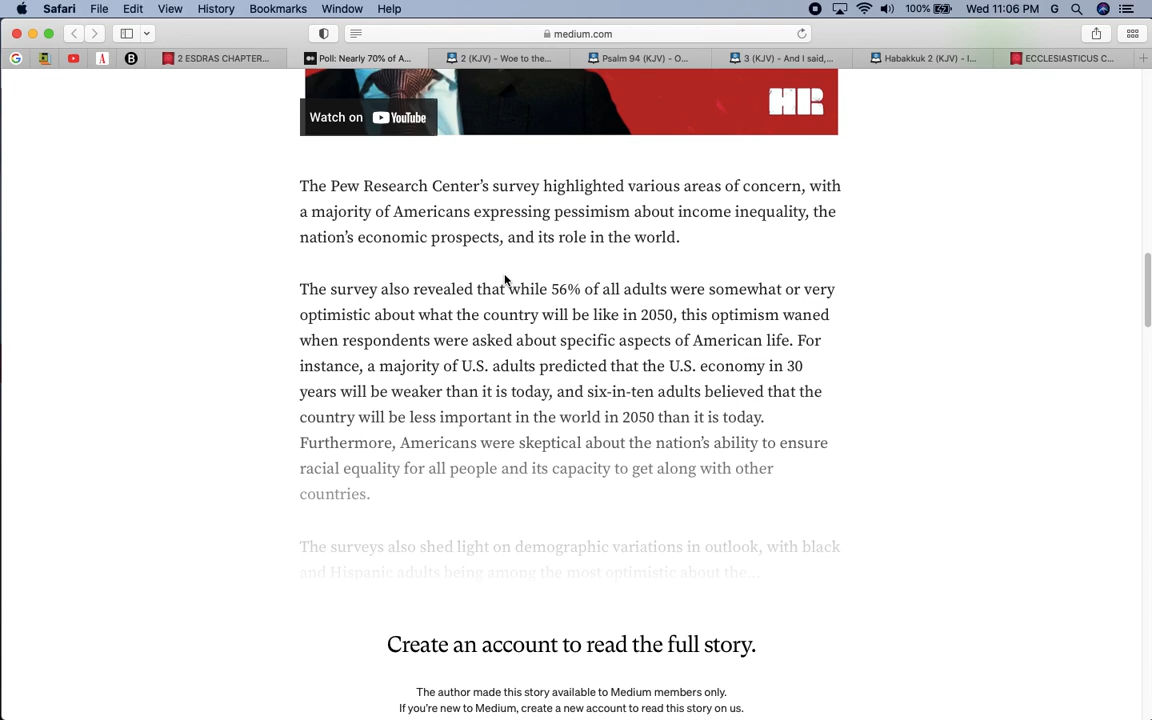 Safari File Edit View History Bookmarks Window Help 100% Wed 11:06 PM G
medium.com
G A B 2 ESDRAS CHAPTER... Poll: Nearly 70% of A... 2 (KJV) - Woe to the... Psalm 94 (KJV) - O... 3 (KJV) - And I said,... Habakkuk 2 (KJV) - I... ECCLESIASTICUS C...
HR
Watch on YouTube
The Pew Research Center’s survey highlighted various areas of concern, with
a majority of Americans expressing pessimism about income inequality, the
nation’s economic prospects, and its role in the world.
The survey also revealed that while 56% of all adults were somewhat or very
optimistic about what the country will be like in 2050, this optimism waned
when respondents were asked about specific aspects of American life. For
instance, a majority of U.S. adults predicted that the U.S. economy in 30
years will be weaker than it is today, and six-in-ten adults believed that the
country will be less important in the world in 2050 than it is today.
Furthermore, Americans were skeptical about the nation’s ability to ensure
racial equality for all people and its capacity to get along with other
countries.
The surveys also shed light on demographic variations in outlook, with black
and Hispanic adults being among the most optimistic about the...
Create an account to read the full story.
The author made this story available to Medium members only.
If you’re new to Medium, create a new account to read this story on us.